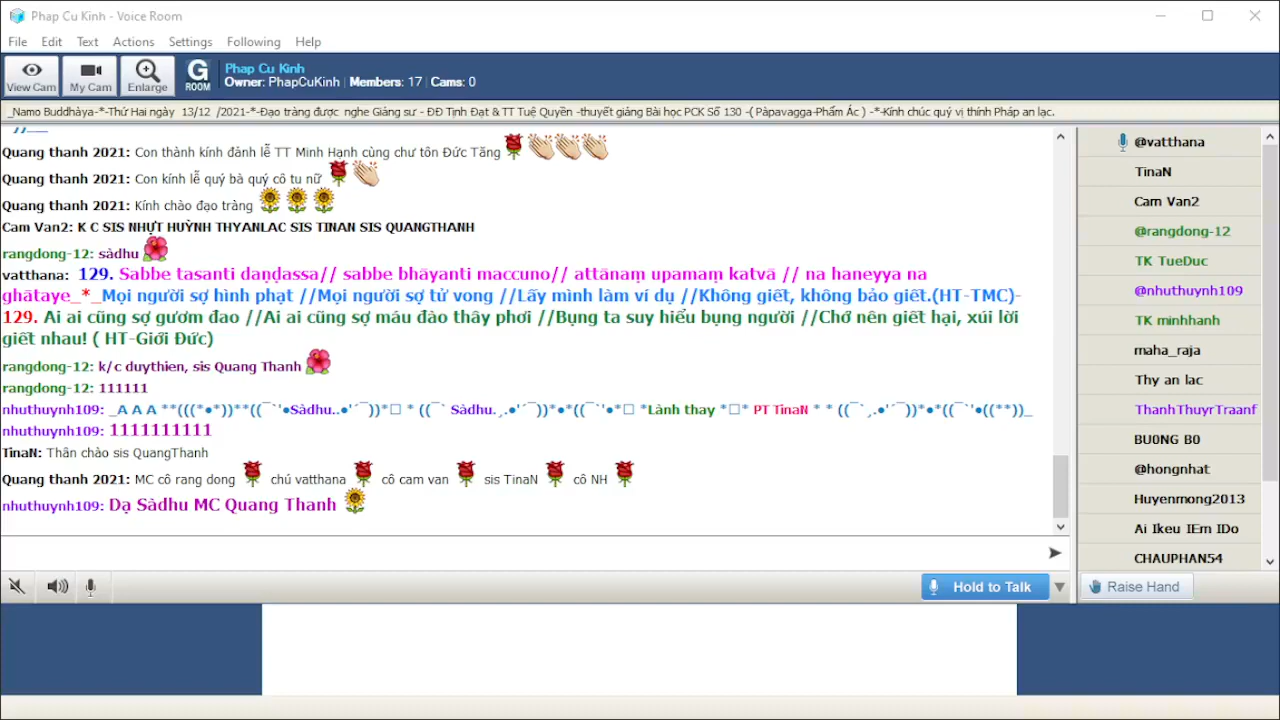 Phap Cu Kinh - Voice Room
File Edit Text Actions Settings Following Help
View Cam My Cam Enlarge G ROOM
Phap Cu Kinh
Owner: PhapCuKinh | Members: 17 | Cams: 0
_Namo Buddhàya-*-Thứ Hai ngày 13/12 /2021-*-Đạo tràng được nghe Giảng sư - ĐĐ Tịnh Đạt & TT Tuệ Quyền -thuyết giảng Bài học PCK Số 130 -( Pàpavagga-Phẩm Ác ) -*-Kính chúc quý vị thính Pháp an lạc.
Quang thanh 2021: Con thành kính đảnh lễ TT Minh Hạnh cùng chư tôn Đức Tăng
Quang thanh 2021: Con kính lễ quý bà quý cô tu nữ
Quang thanh 2021: Kính chào đạo tràng
Cam Van2: K C SIS NHỰT HUỲNH THYANLAC SIS TINAN SIS QUANGTHANH
rangdong-12: sàdhu
vatthana: 129. Sabbe tasanti daṇḍassa// sabbe bhāyanti maccuno// attānaṃ upamaṃ katvā // na haneyya na
ghātaye_*_Mọi người sợ hình phạt //Mọi người sợ tử vong //Lấy mình làm ví dụ //Không giết, không bảo giết.(HT-TMC)-
129. Ai ai cũng sợ gươm đao //Ai ai cũng sợ máu đào thây phơi //Bụng ta suy hiểu bụng người //Chớ nên giết hại, xúi lời
giết nhau! ( HT-Giới Đức)
rangdong-12: k/c duythien, sis Quang Thanh
rangdong-12: 111111
nhuthuynh109: _A A A **(((*●*))**((¯`'●Sàdhu..●'´¯))*□ * ((¯` Sàdhu.¸.●'´¯))*●*((¯`'●*□ *Lành thay *□* PT TinaN * * ((¯`¸.●'´¯))*●*((¯`'●((**))_
nhuthuynh109: 1111111111
TinaN: Thân chào sis QuangThanh
Quang thanh 2021: MC cô rang dong chú vatthana cô cam van sis TinaN cô NH
nhuthuynh109: Dạ Sàdhu MC Quang Thanh
Hold to Talk
@vatthana
TinaN
Cam Van2
@rangdong-12
TK TueDuc
@nhuthuynh109
TK minhhanh
maha_raja
Thy an lac
ThanhThuyrTraanf
BU0NG B0
@hongnhat
Huyenmong2013
Ai Ikeu IEm IDo
CHAUPHAN54
Raise Hand